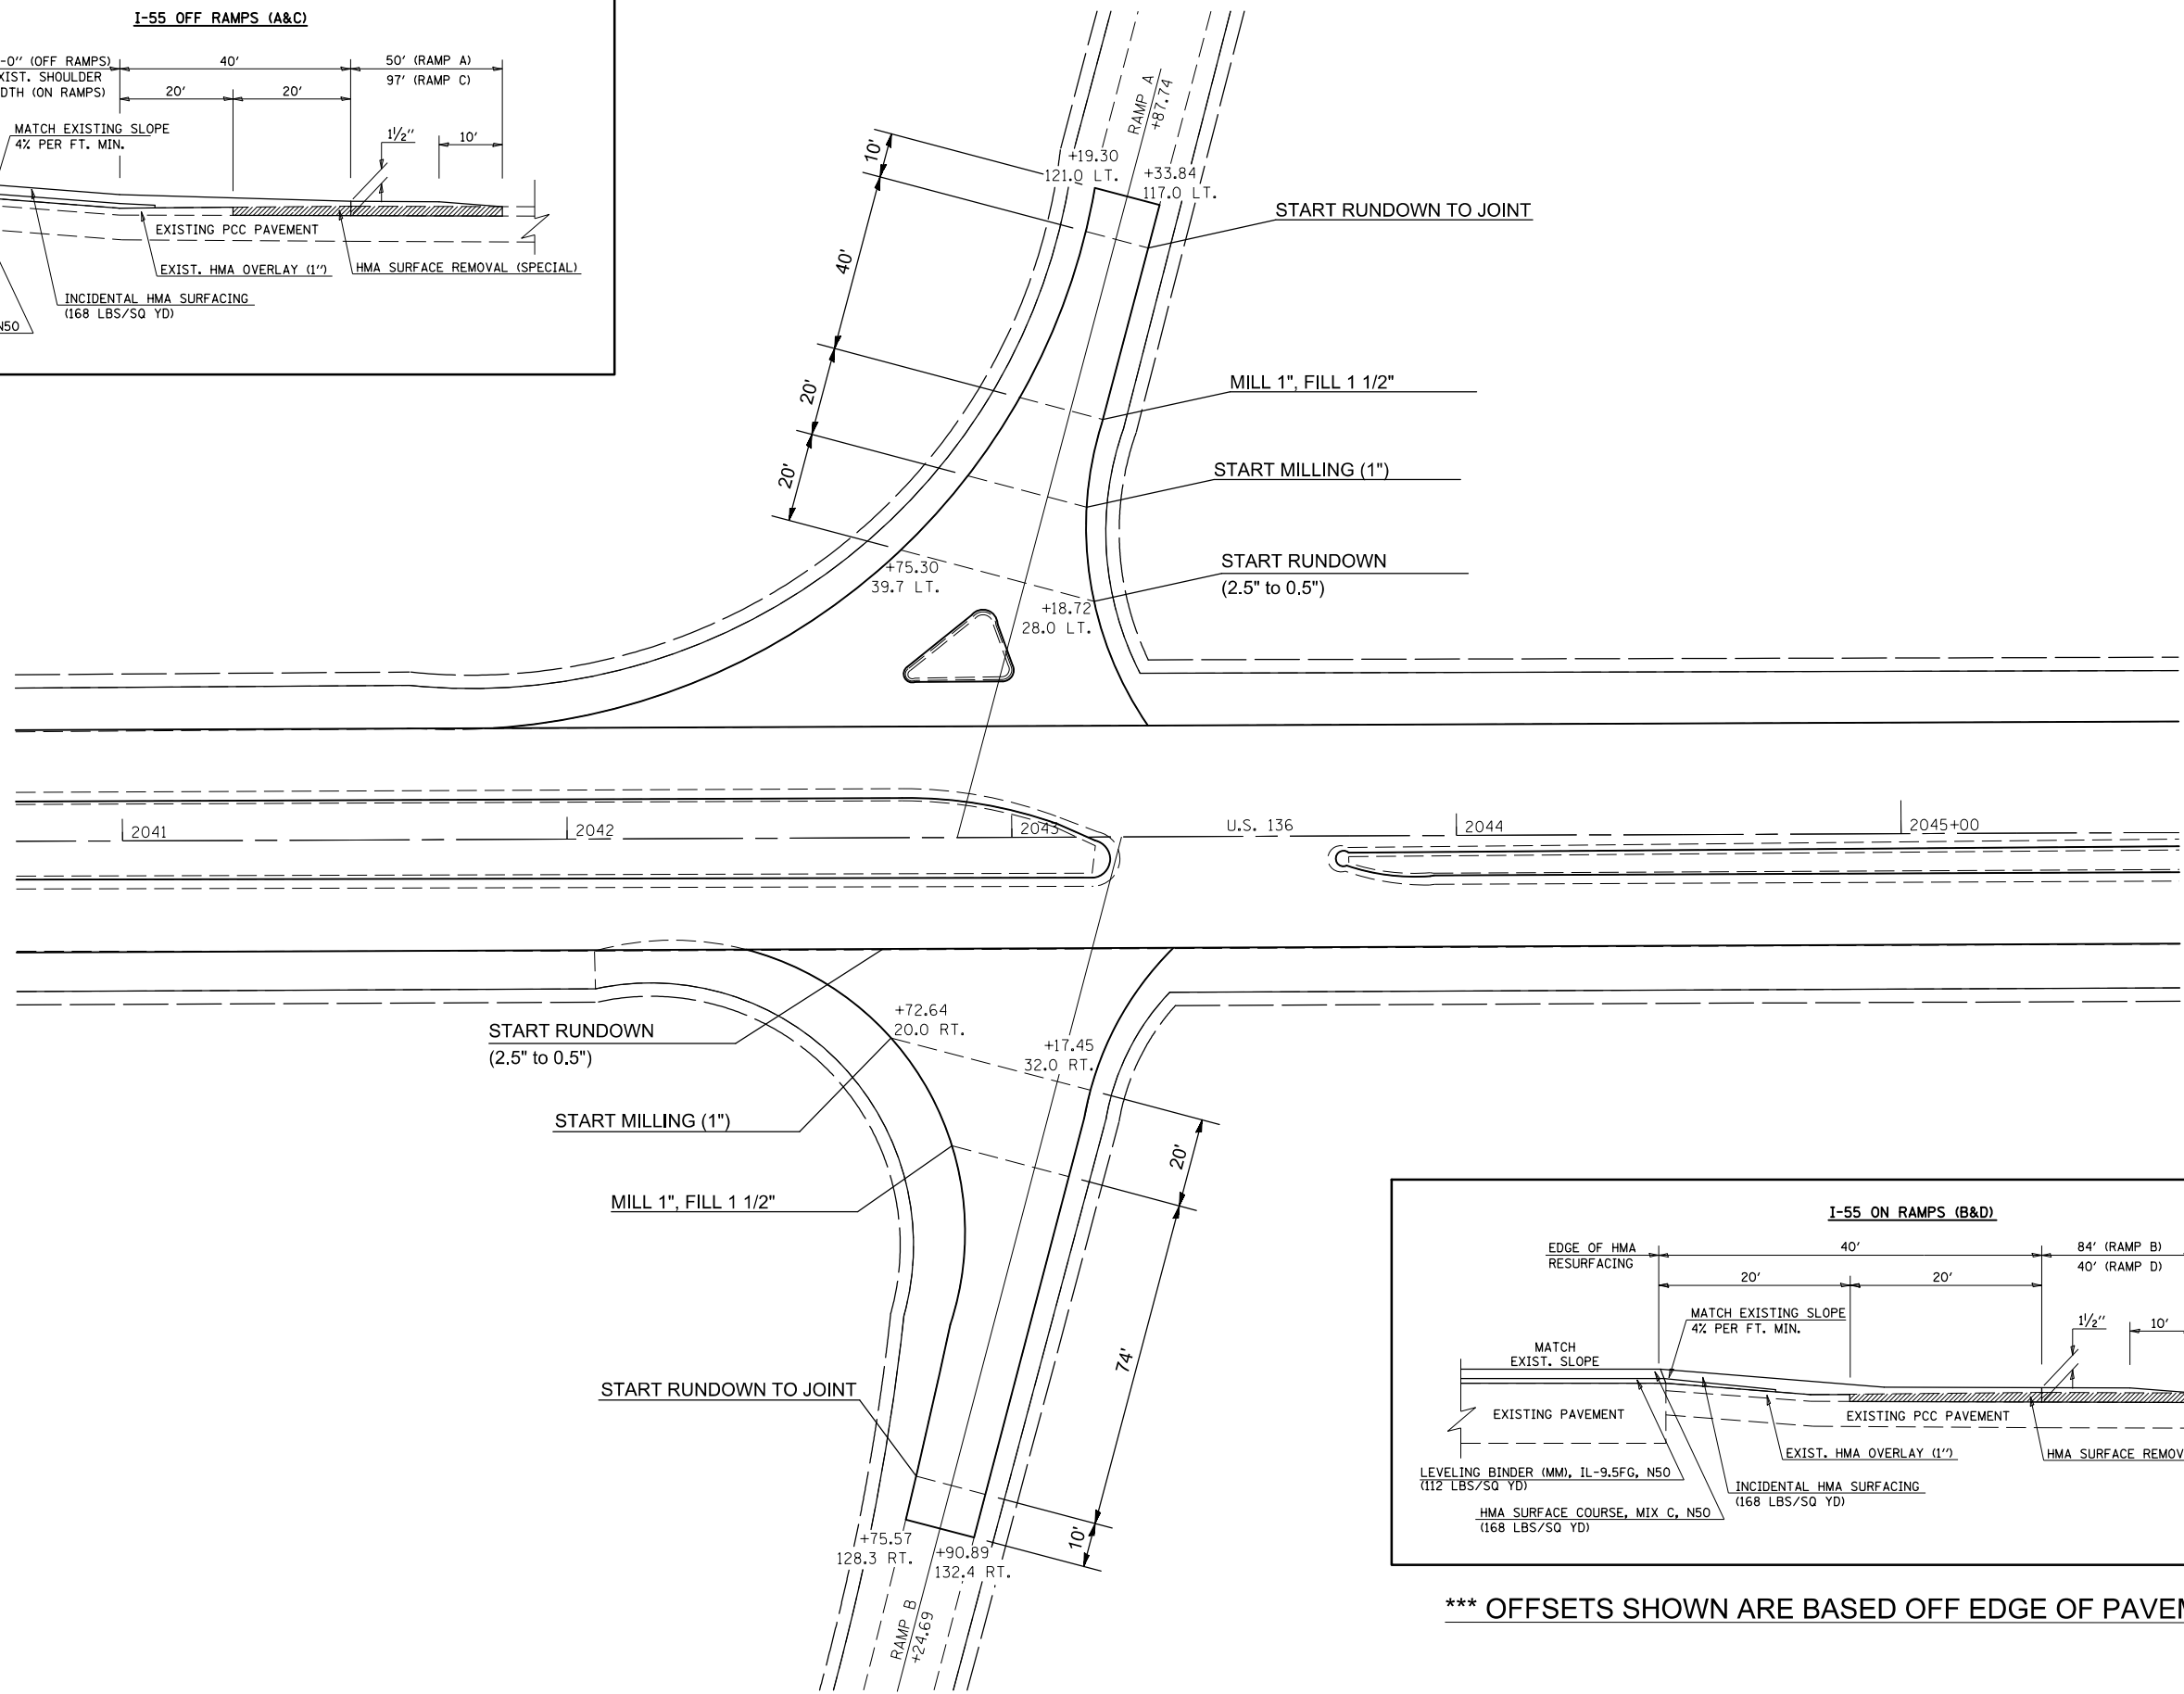 I-55 OFF RAMPS (A&C)
-0" (OFF RAMPS)
40'
50' (RAMP A)
XIST. SHOULDER
97' (RAMP C)
DTH (ON RAMPS)
20'
20'
MATCH EXISTING SLOPE
4% PER FT. MIN.
1½"
10'
EXISTING PCC PAVEMENT
EXIST. HMA OVERLAY (1")
HMA SURFACE REMOVAL (SPECIAL)
INCIDENTAL HMA SURFACING
(168 LBS/SQ YD)
N50
RAMP A
+87.74
10'
+19.30
121.0 LT.
+33.84
117.0 LT.
START RUNDOWN TO JOINT
40'
MILL 1", FILL 1 1/2"
20'
START MILLING (1")
20'
START RUNDOWN
(2.5" to 0.5")
+75.30
39.7 LT.
+18.72
28.0 LT.
2041
2042
2043
U.S. 136
2044
2045+00
+72.64
20.0 RT.
START RUNDOWN
(2.5" to 0.5")
+17.45
32.0 RT.
START MILLING (1")
20'
MILL 1", FILL 1 1/2"
74'
START RUNDOWN TO JOINT
10'
+75.57
128.3 RT.
+90.89
132.4 RT.
RAMP B
+24.69
I-55 ON RAMPS (B&D)
EDGE OF HMA
RESURFACING
40'
84' (RAMP B)
40' (RAMP D)
20'
20'
MATCH EXISTING SLOPE
4% PER FT. MIN.
1½"
10'
MATCH
EXIST. SLOPE
EXISTING PAVEMENT
EXISTING PCC PAVEMENT
EXIST. HMA OVERLAY (1")
HMA SURFACE REMOV
LEVELING BINDER (MM), IL-9.5FG, N50
(112 LBS/SQ YD)
INCIDENTAL HMA SURFACING
(168 LBS/SQ YD)
HMA SURFACE COURSE, MIX C, N50
(168 LBS/SQ YD)
*** OFFSETS SHOWN ARE BASED OFF EDGE OF PAVEM